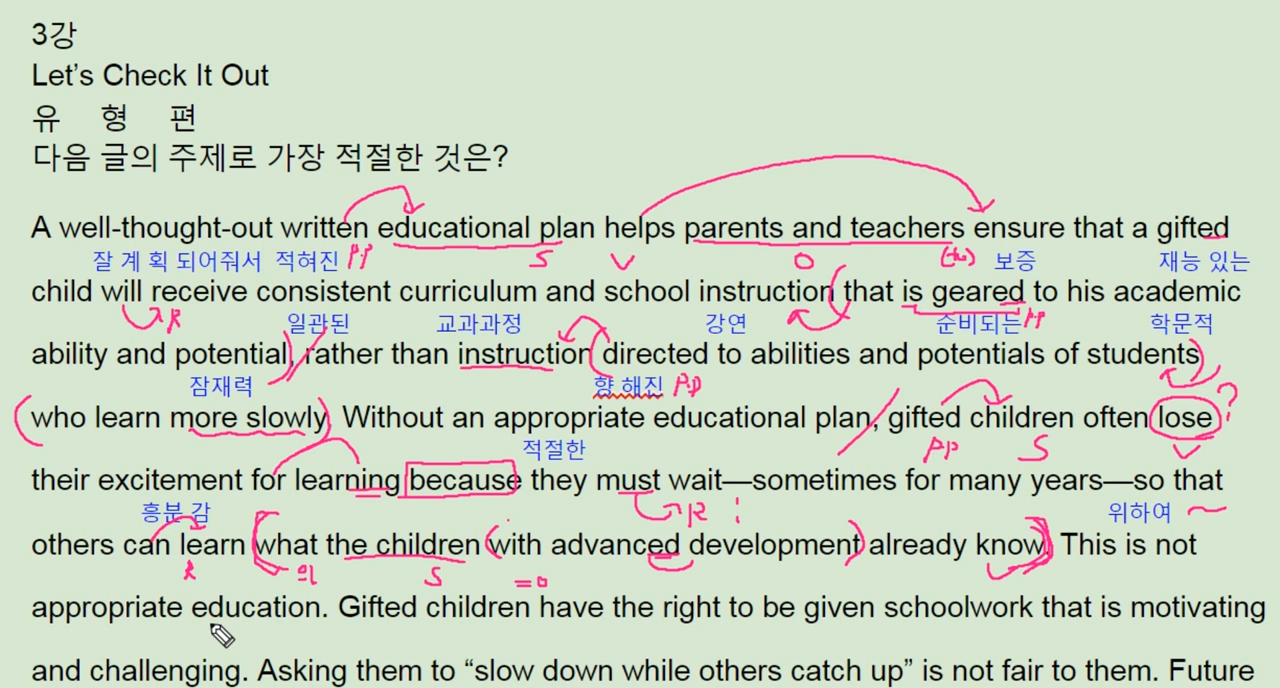 3강
Let's Check It Out
유 형 편
다음 글의 주제로 가장 적절한 것은?
A well-thought-out written educational plan helps parents and teachers ensure that a gifted
잘 계 획 되어줘서 적혀진 p.p S V O (to) 보증 재능 있는
child will receive consistent curriculum and school instruction that is geared to his academic
R 일관된 교과과정 강연 준비되는 pp 학문적
ability and potential, rather than instruction directed to abilities and potentials of students
잠재력 향 해진 p.p
who learn more slowly. Without an appropriate educational plan, gifted children often lose ?
적절한 pp S V
their excitement for learning because they must wait—sometimes for many years—so that
흥분 감 R 위하여 ~
others can learn what the children with advanced development already know. This is not
R S
appropriate education. Gifted children have the right to be given schoolwork that is motivating
and challenging. Asking them to “slow down while others catch up” is not fair to them. Future